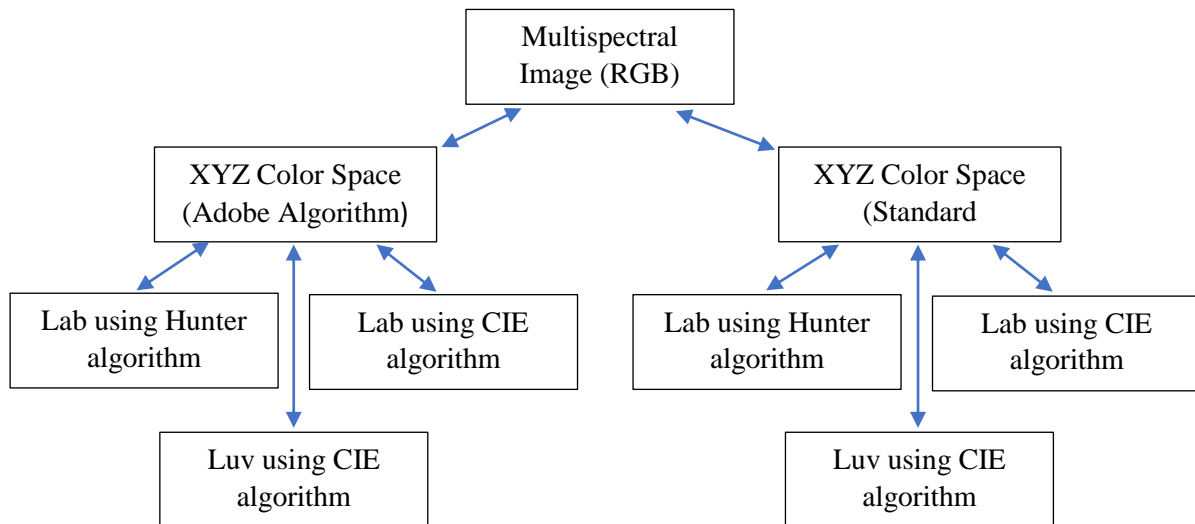 Multispectral
Image (RGB)
XYZ Color Space
(Adobe Algorithm)
XYZ Color Space
(Standard
Lab using Hunter
algorithm
Lab using CIE
algorithm
Lab using Hunter
algorithm
Lab using CIE
algorithm
Luv using CIE
algorithm
Luv using CIE
algorithm